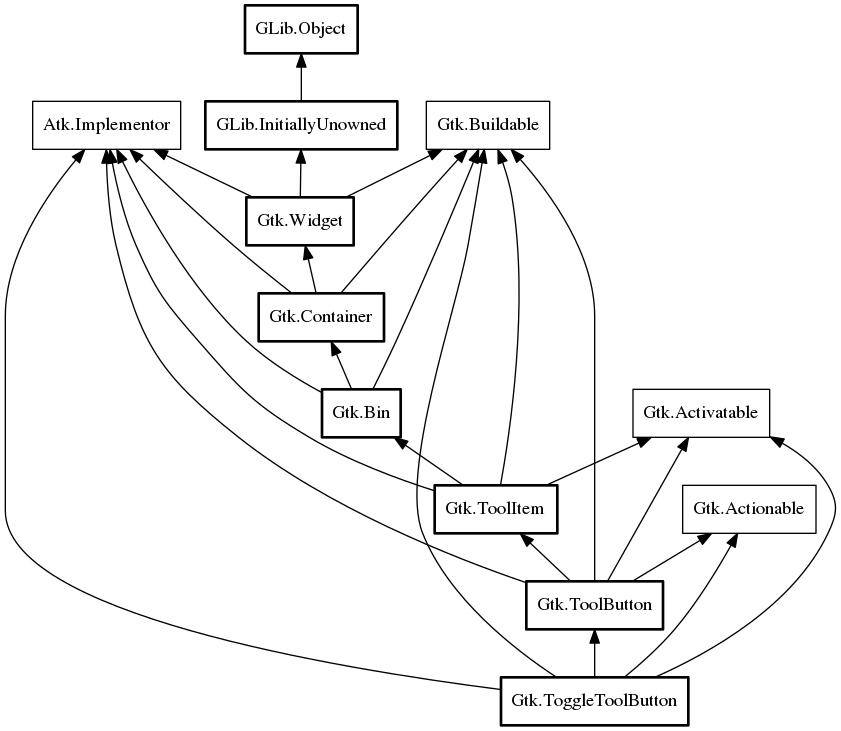 GLib.Object
Atk.Implementor
GLib.InitiallyUnowned
Gtk.Buildable
Gtk.Widget
Gtk.Container
Gtk.Bin
Gtk.Activatable
Gtk.ToolItem
Gtk.Actionable
Gtk.ToolButton
Gtk.ToggleToolButton